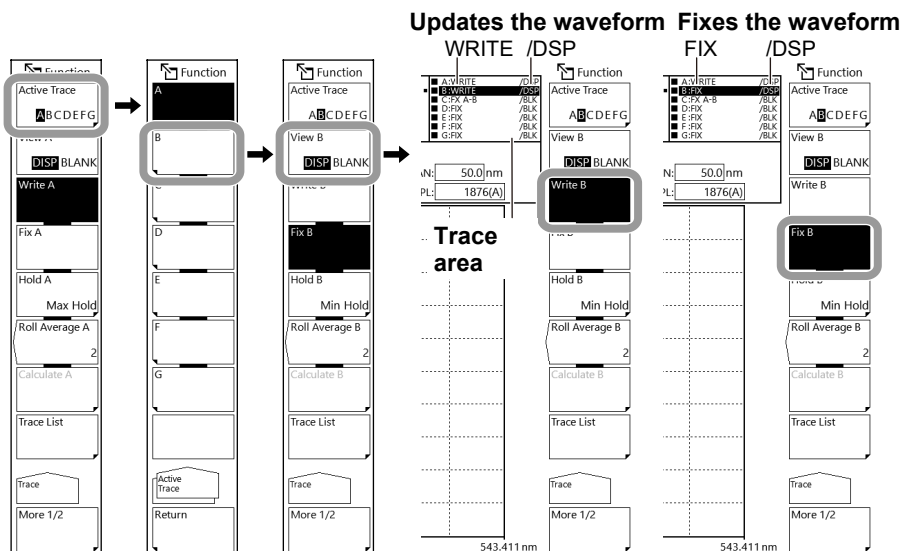 Updates the waveform
WRITE /DSP
Fixes the waveform
FIX /DSP
Function
Active Trace
ABCDEFG
DISP BLANK
Write A
Fix A
Hold A
Max Hold
Roll Average A
2
Calculate A
Trace List
Trace
More 1/2
Function
A
B
D
E
F
G
Active
Trace
Return
Function
Active Trace
ABCDEFG
View B
DISP BLANK
Fix B
Hold B
Min Hold
Roll Average B
2
Calculate B
Trace List
Trace
More 1/2
A:WRITE /DSP
B:WRITE /DSP
C:FX A-B /BLK
D:FIX /BLK
E:FIX /BLK
F:FIX /BLK
G:FIX /BLK
50.0 nm
PL: 1876(A)
Trace
area
543.411 nm
Function
Active Trace
ABCDEFG
View B
DISP BLANK
Write B
Hold B
Min Hold
Roll Average B
2
Calculate B
Trace List
Trace
More 1/2
A:WRITE /DSP
B:FIX /DSP
C:FX A-B /BLK
D:FIX /BLK
E:FIX /BLK
F:FIX /BLK
G:FIX /BLK
N: 50.0 nm
PL: 1876(A)
543.411 nm
Function
Active Trace
ABCDEFG
View B
DISP BLANK
Write B
Fix B
Min Hold
Roll Average B
2
Calculate B
Trace List
Trace
More 1/2